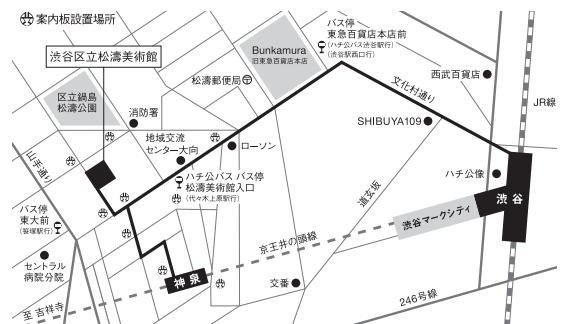 案内板設置場所
渋谷区立松濤美術館
区立鍋島
松濤公園
消防署
松濤郵便局
Bunkamura
旧東急百貨店本店
バス停
東急百貨店本店前
(ハチ公バス渋谷駅行)
(渋谷駅西口行)
西武百貨店
文化村通り
JR線
SHIBUYA109
地域交流
センター大向
ローソン
山手通り
ハチ公バス バス停
松濤美術館入口
(代々木上原駅行)
ハチ公像
渋谷
道玄坂
渋谷マークシティ
バス停
東大前
(笹塚駅行)
京王井の頭線
セントラル
病院分院
神泉
交番
246号線
至 吉祥寺